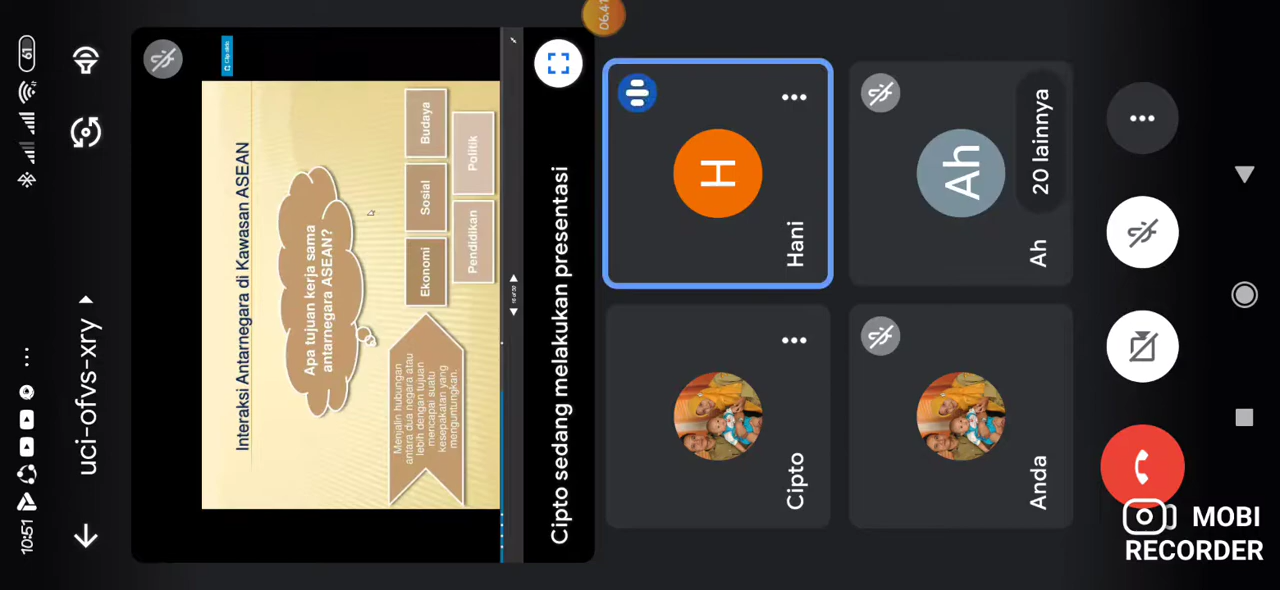 10:51
61
uci-ofvs-xry
Interaksi Antarnegara di Kawasan ASEAN
Apa tujuan kerja sama
antarnegara ASEAN?
Menjalin hubungan
antara dua negara atau
lebih dengan tujuan
mencapai suatu
kesepakatan yang
menguntungkan.
Ekonomi
Sosial
Budaya
Pendidikan
Politik
Cipto sedang melakukan presentasi
06.41
Cipto
H
Hani
Anda
Ah
Ah
20 lainnya
MOBI
RECORDER